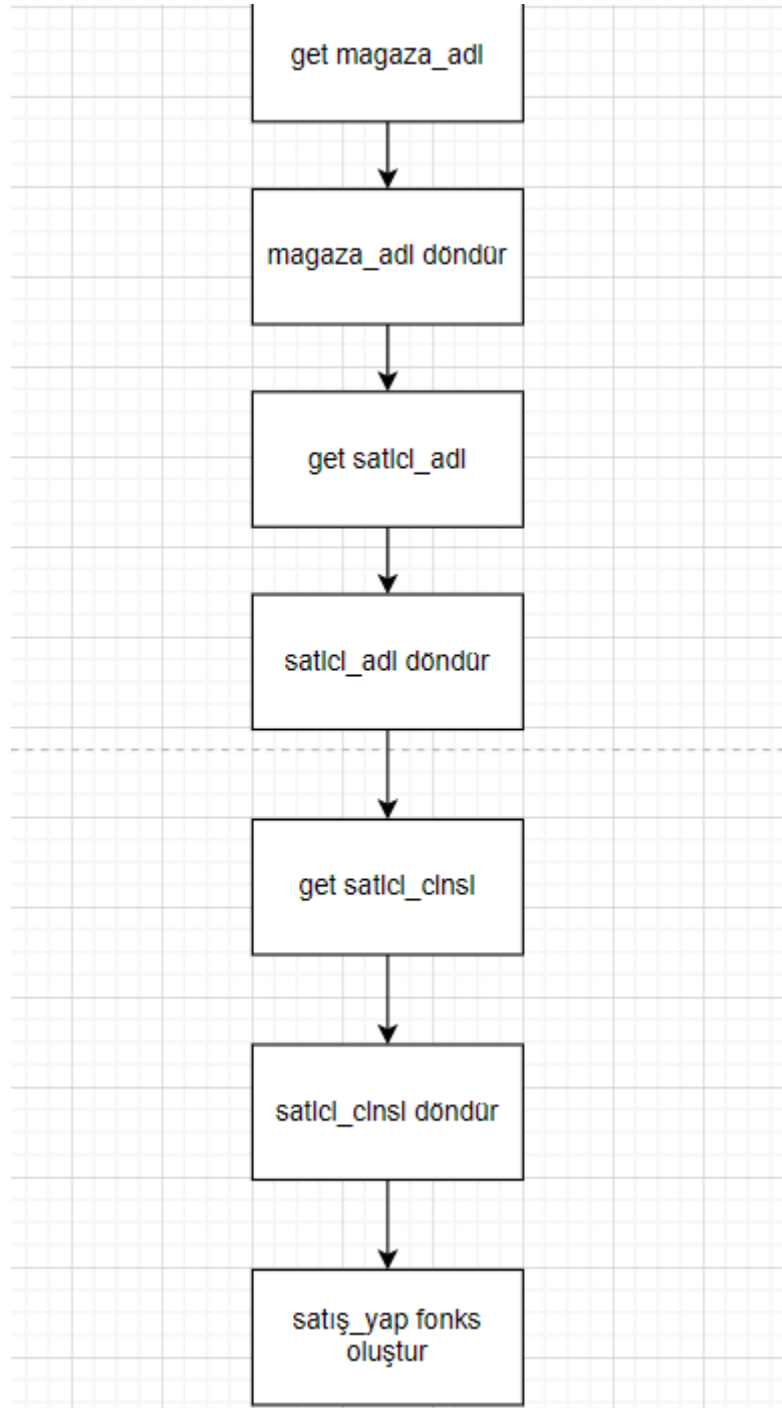 get magaza_adI
magaza_adI döndür
get satIcI_adI
satIcI_adI döndür
get satIcI_cInsI
satIcI_cInsI döndür
satış_yap fonks
oluştur